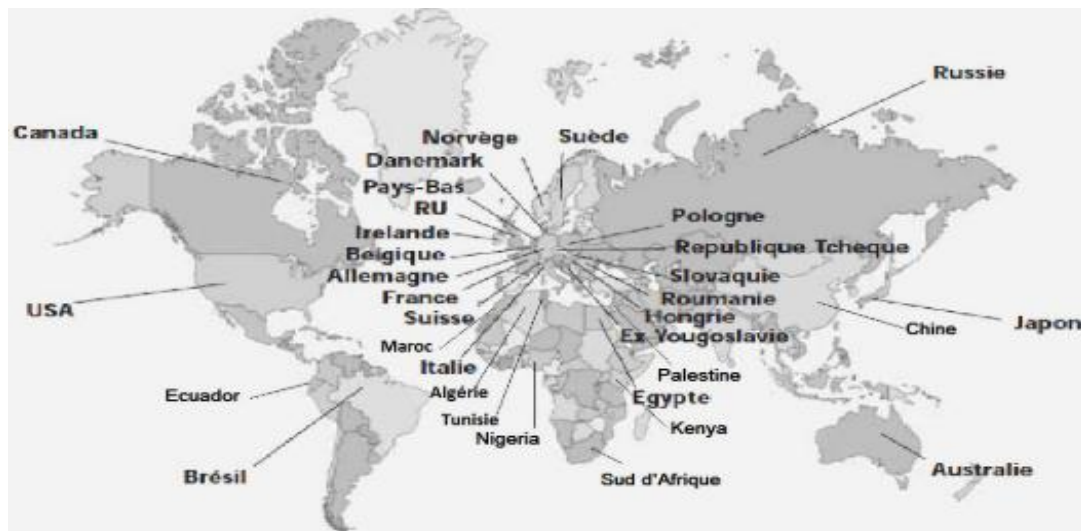 Russie
Canada
Norvège
Suède
Danemark
Pays-Bas
RU
Pologne
Irelande
Republique Tcheque
Belgique
Allemagne
Slovaquie
France
Roumanie
USA
Suisse
Hongrie
Chine
Japon
Ex Yougoslavie
Maroc
Italie
Palestine
Ecuador
Algérie
Egypte
Tunisie
Kenya
Nigeria
Brésil
Australie
Sud d'Afrique